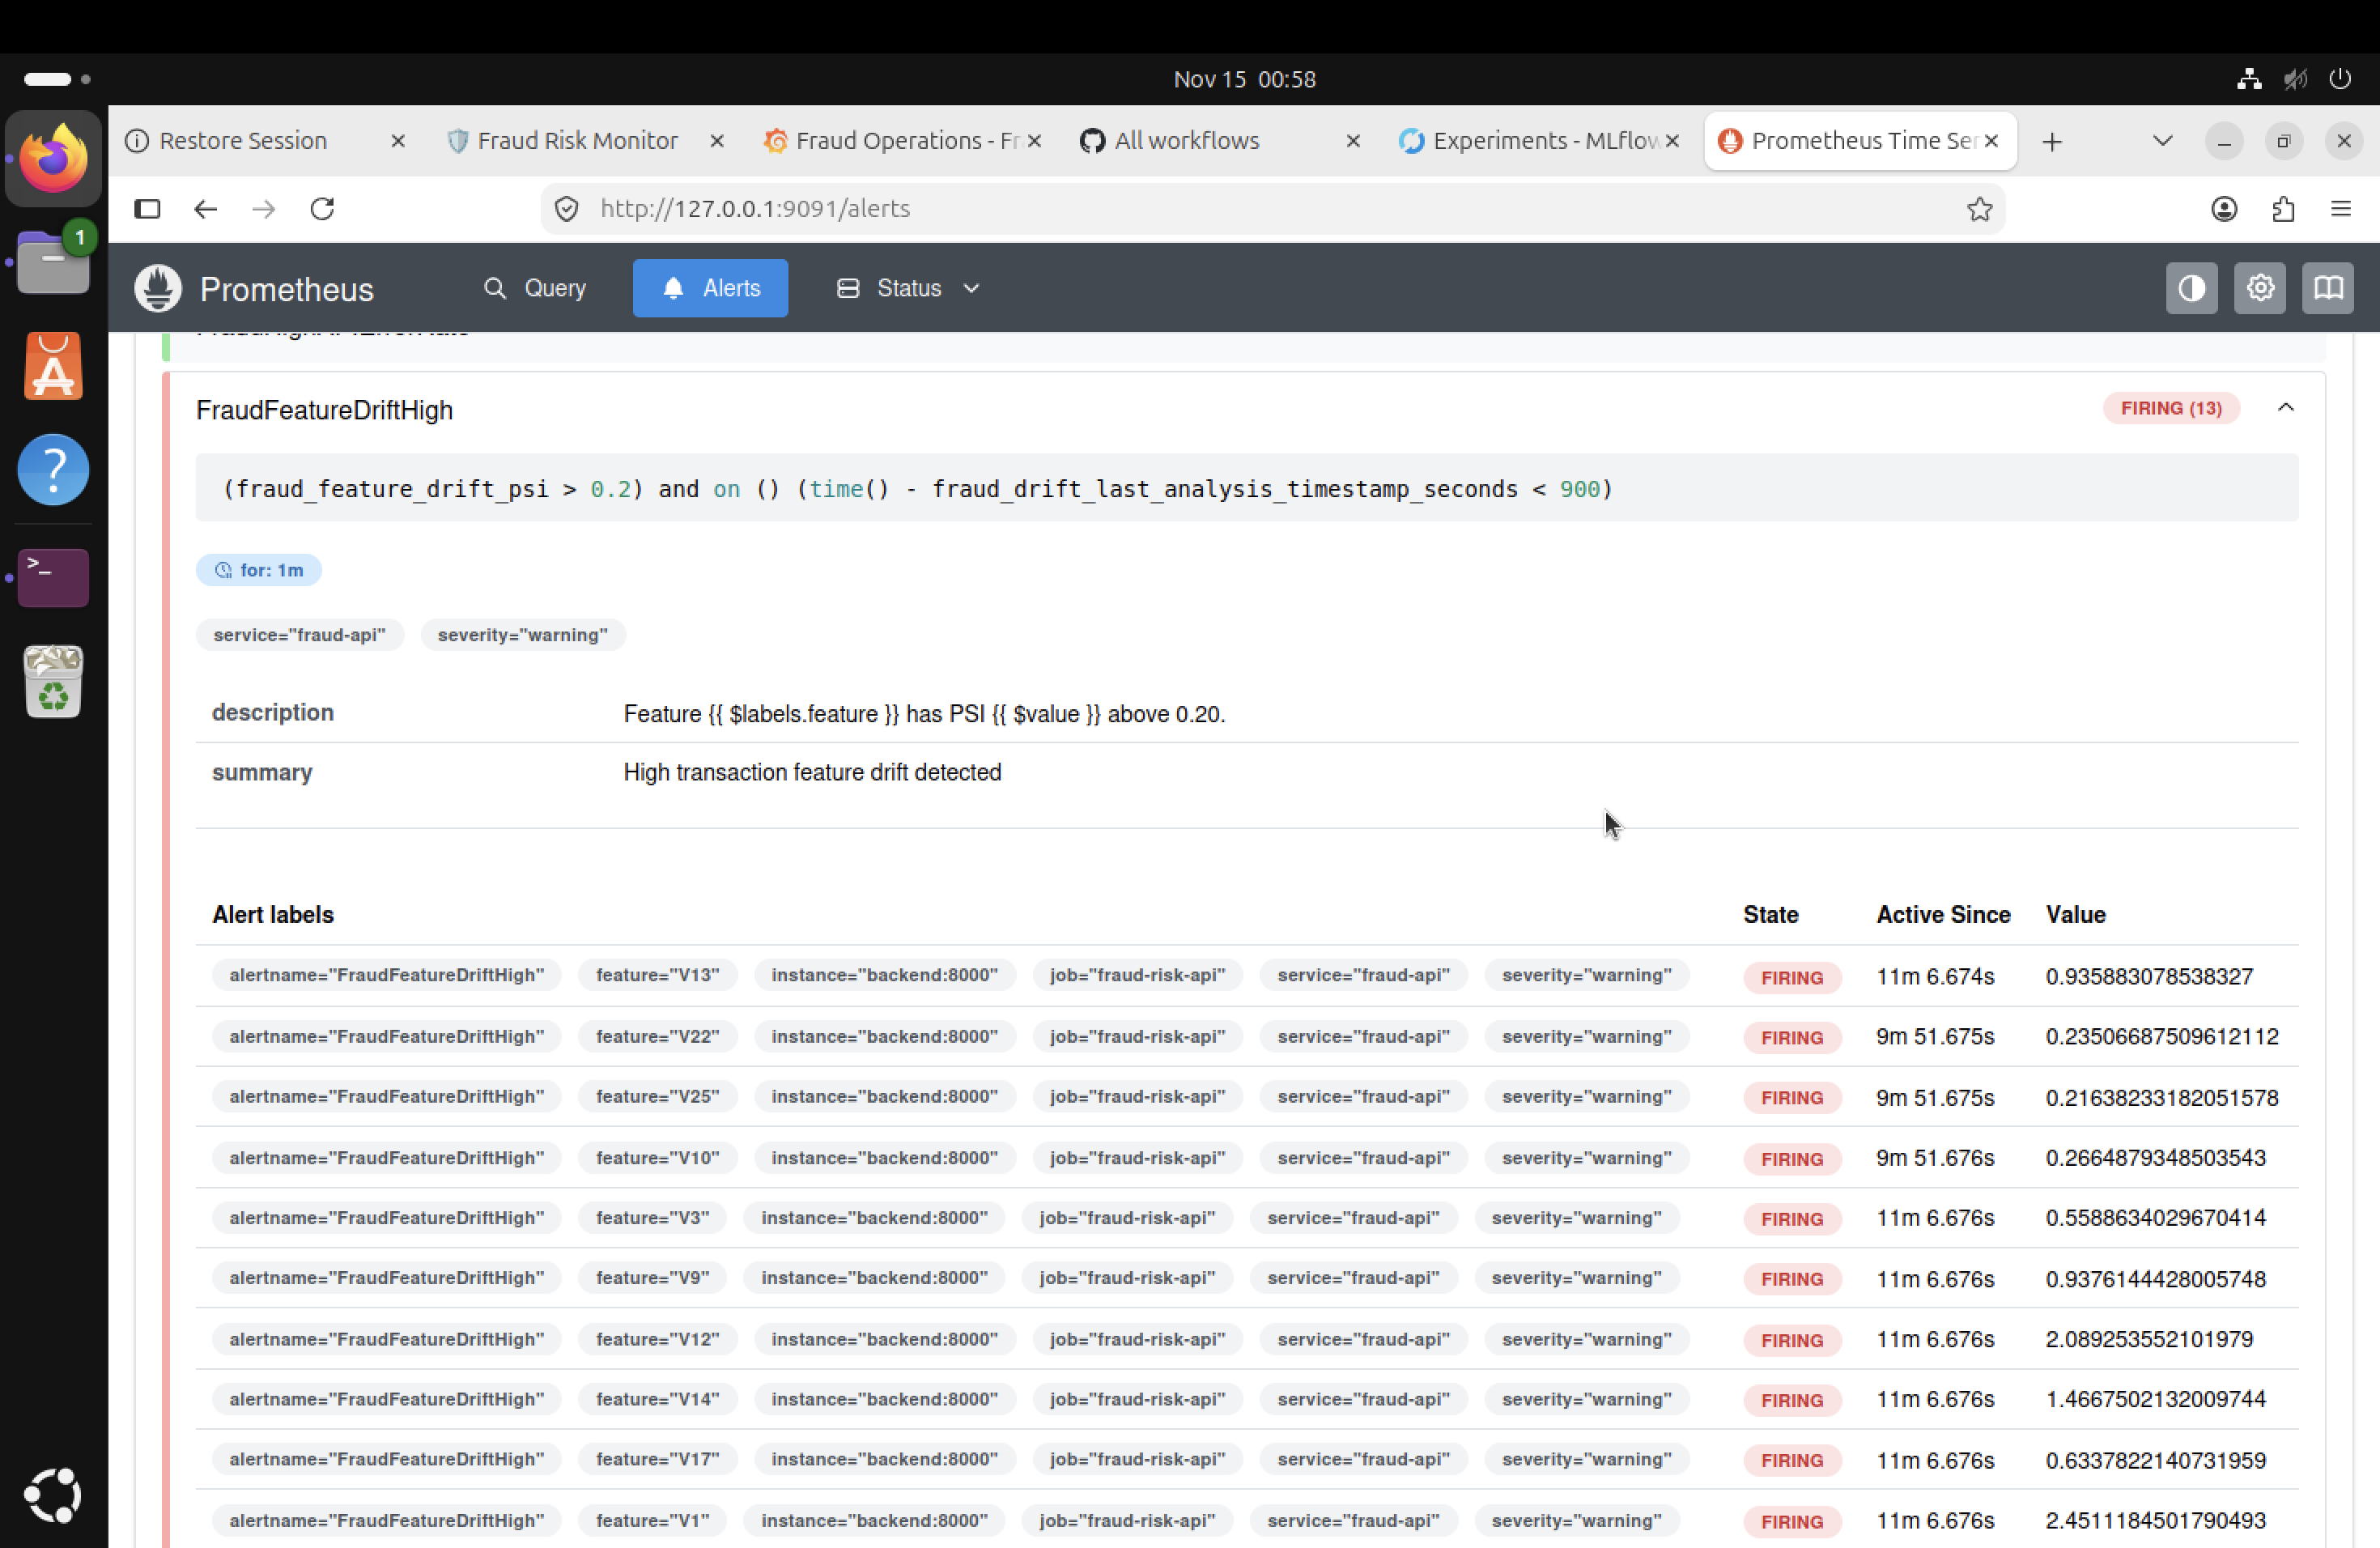 Nov 15 00:58
Restore Session
Fraud Risk Monitor
Fraud Operations - Fr
All workflows
Experiments - MLflow
Prometheus Time Ser
1
http://127.0.0.1:9091/alerts
Prometheus
Query
Alerts
Status
FraudFeatureDriftHigh
FIRING (13)
(fraud_feature_drift_psi > 0.2) and on () (time() - fraud_drift_last_analysis_timestamp_seconds < 900)
for: 1m
service="fraud-api" severity="warning"
description Feature {{ $labels.feature }} has PSI {{ $value }} above 0.20.
summary High transaction feature drift detected
Alert labels State Active Since Value
alertname="FraudFeatureDriftHigh" feature="V13" instance="backend:8000" job="fraud-risk-api" service="fraud-api" severity="warning" FIRING 11m 6.674s 0.935883078538327
alertname="FraudFeatureDriftHigh" feature="V22" instance="backend:8000" job="fraud-risk-api" service="fraud-api" severity="warning" FIRING 9m 51.675s 0.23506687509612112
alertname="FraudFeatureDriftHigh" feature="V25" instance="backend:8000" job="fraud-risk-api" service="fraud-api" severity="warning" FIRING 9m 51.675s 0.21638233182051578
alertname="FraudFeatureDriftHigh" feature="V10" instance="backend:8000" job="fraud-risk-api" service="fraud-api" severity="warning" FIRING 9m 51.676s 0.2664879348503543
alertname="FraudFeatureDriftHigh" feature="V3" instance="backend:8000" job="fraud-risk-api" service="fraud-api" severity="warning" FIRING 11m 6.676s 0.5588634029670414
alertname="FraudFeatureDriftHigh" feature="V9" instance="backend:8000" job="fraud-risk-api" service="fraud-api" severity="warning" FIRING 11m 6.676s 0.9376144428005748
alertname="FraudFeatureDriftHigh" feature="V12" instance="backend:8000" job="fraud-risk-api" service="fraud-api" severity="warning" FIRING 11m 6.676s 2.089253552101979
alertname="FraudFeatureDriftHigh" feature="V14" instance="backend:8000" job="fraud-risk-api" service="fraud-api" severity="warning" FIRING 11m 6.676s 1.4667502132009744
alertname="FraudFeatureDriftHigh" feature="V17" instance="backend:8000" job="fraud-risk-api" service="fraud-api" severity="warning" FIRING 11m 6.676s 0.6337822140731959
alertname="FraudFeatureDriftHigh" feature="V1" instance="backend:8000" job="fraud-risk-api" service="fraud-api" severity="warning" FIRING 11m 6.676s 2.4511184501790493